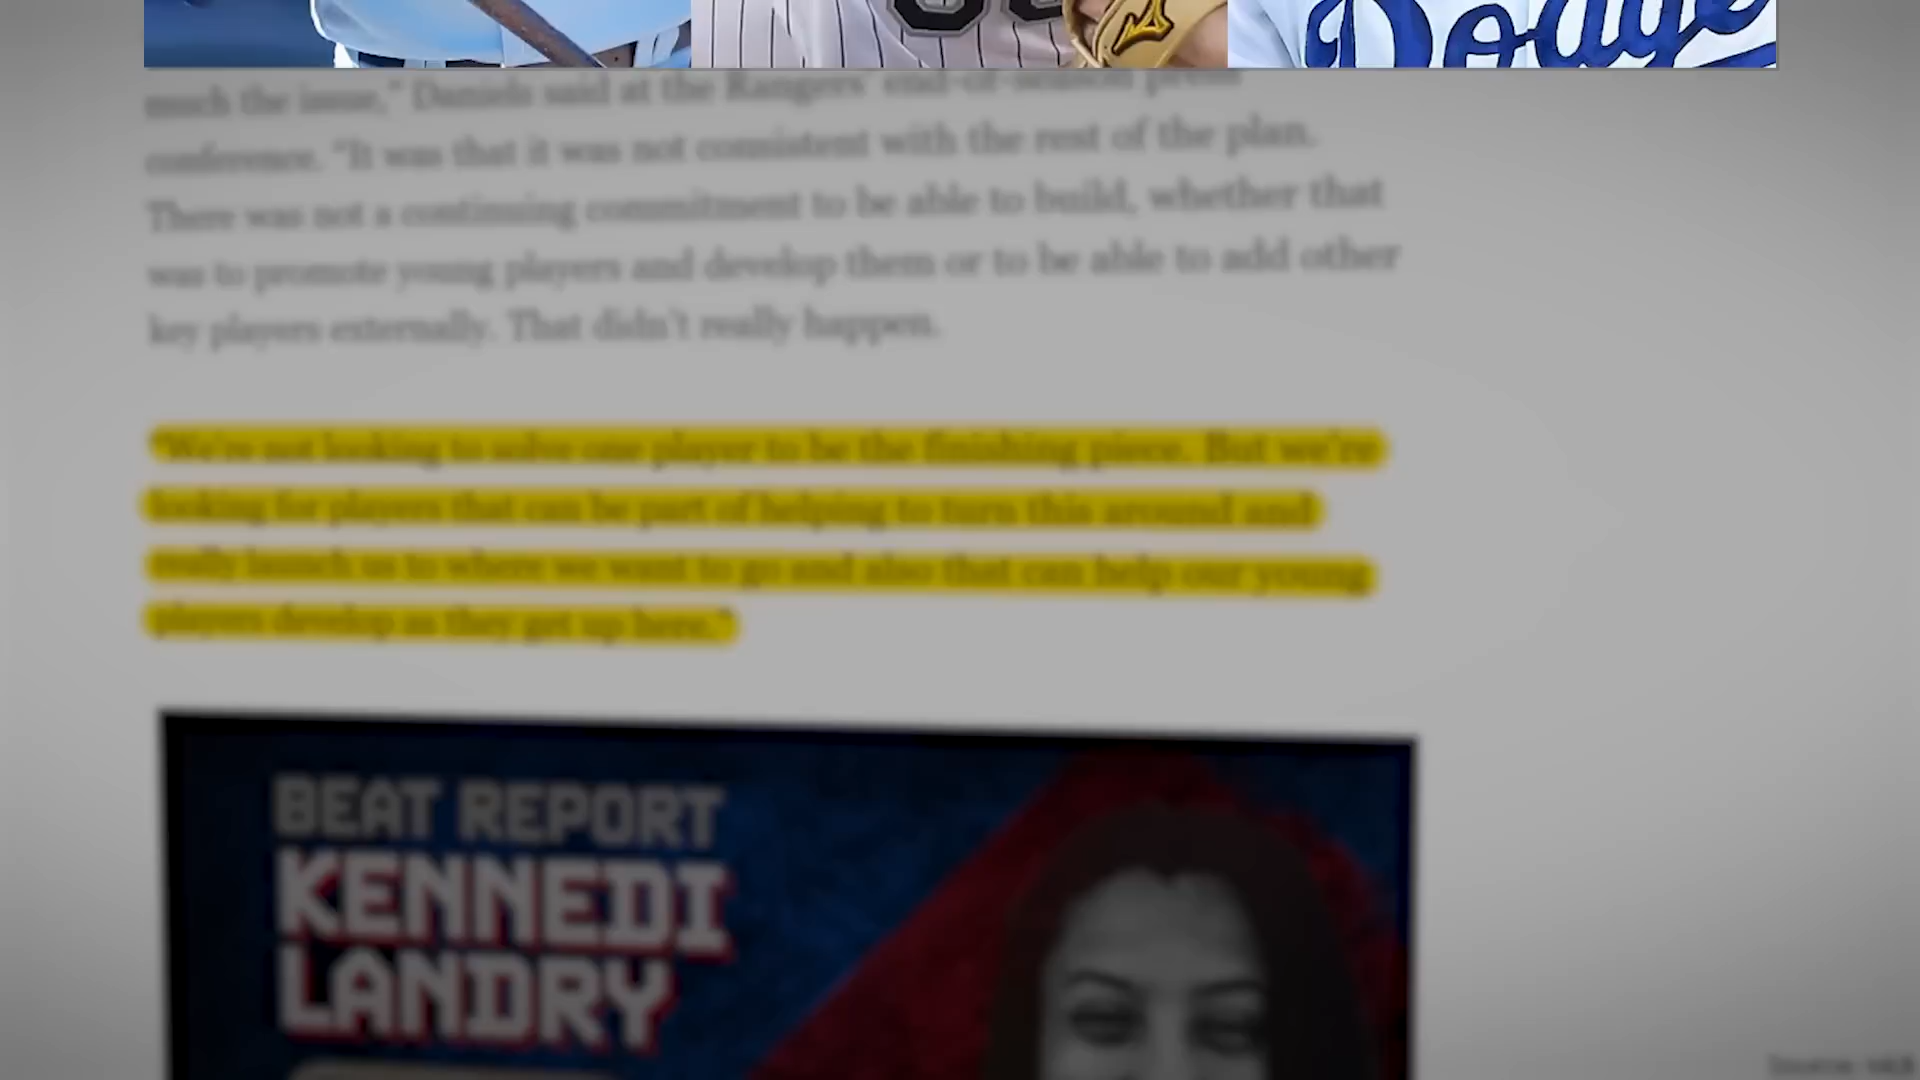 Dodge
much the issue," Daniels said at the Rangers' end-of-season press
conference. "It was that it was not consistent with the rest of the plan.
There was not a continuing commitment to be able to build, whether that
was to promote young players and develop them or to be able to add other
key players externally. That didn't really happen.
"We're not looking to solve one player to be the finishing piece. But we're
looking for players that can be part of helping to turn this around and
really launch us to where we want to go and also that can help our young
players develop as they get up here."
BEAT REPORT
KENNEDI
LANDRY
Source: